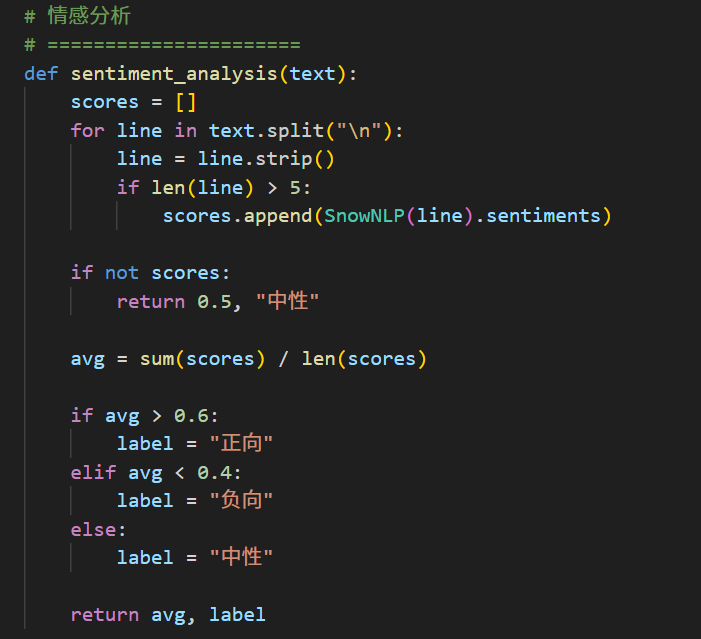 # 情感分析
# ======================
def sentiment_analysis(text):
    scores = []
    for line in text.split("\n"):
        line = line.strip()
        if len(line) > 5:
            scores.append(SnowNLP(line).sentiments)

    if not scores:
        return 0.5, "中性"

    avg = sum(scores) / len(scores)

    if avg > 0.6:
        label = "正向"
    elif avg < 0.4:
        label = "负向"
    else:
        label = "中性"

    return avg, label